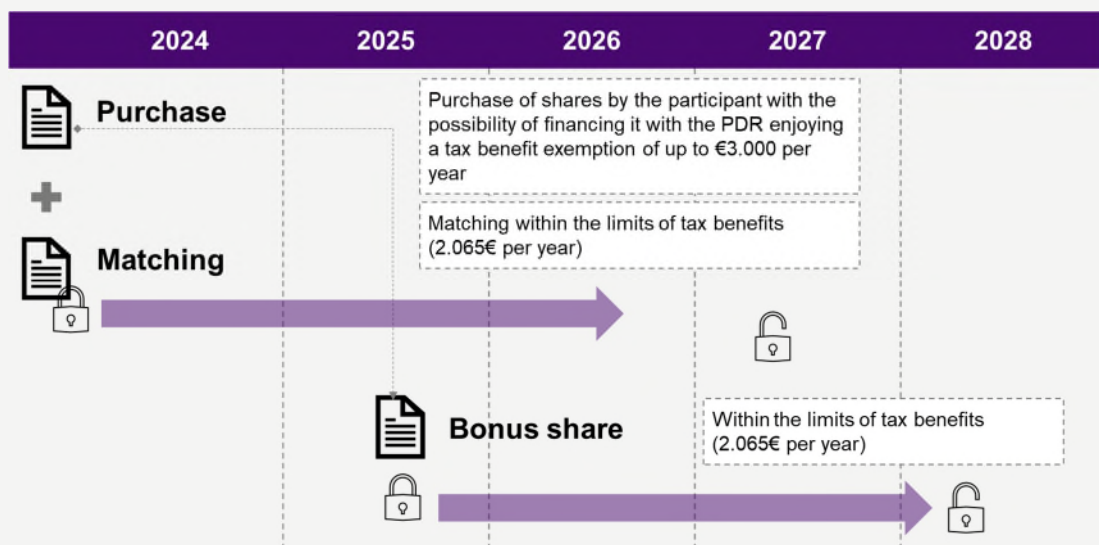 2024 2025 2026 2027 2028
Purchase
Purchase of shares by the participant with the
possibility of financing it with the PDR enjoying
a tax benefit exemption of up to €3.000 per
year
Matching
Matching within the limits of tax benefits
(2.065€ per year)
Bonus share
Within the limits of tax benefits
(2.065€ per year)